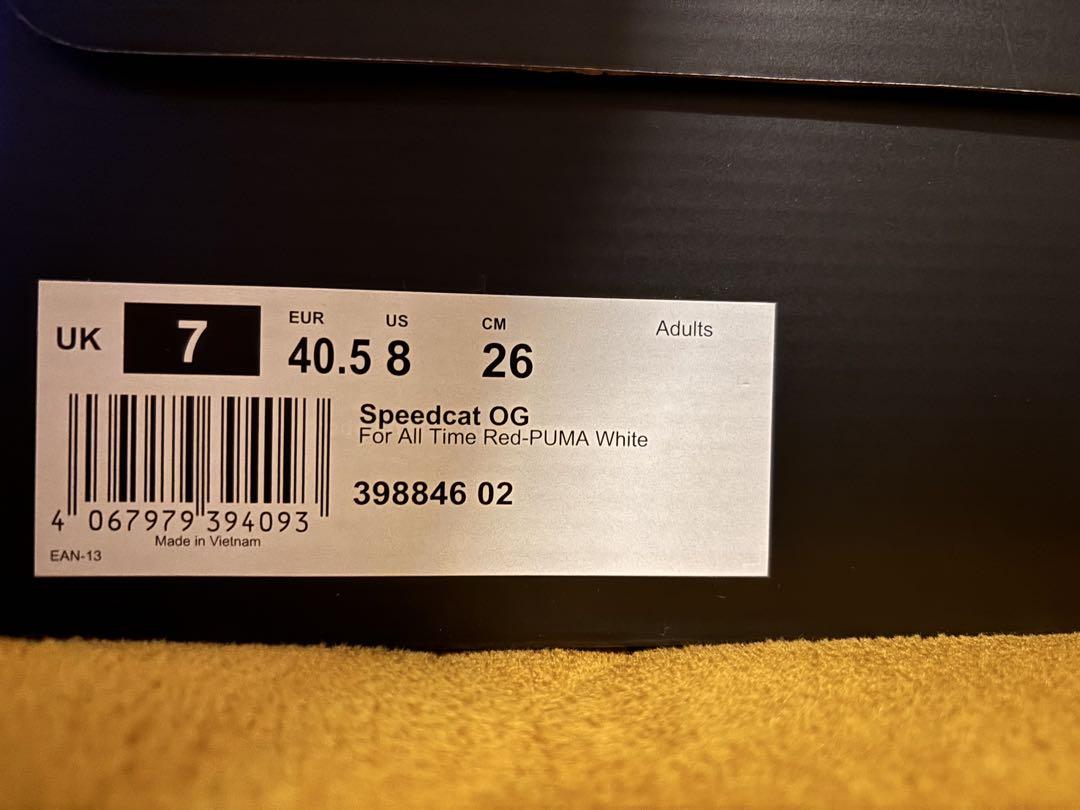 UK 7 EUR 40.5 US 8 CM 26 Adults
Speedcat OG
For All Time Red-PUMA White
398846 02
4 067979 394093
Made in Vietnam
EAN-13